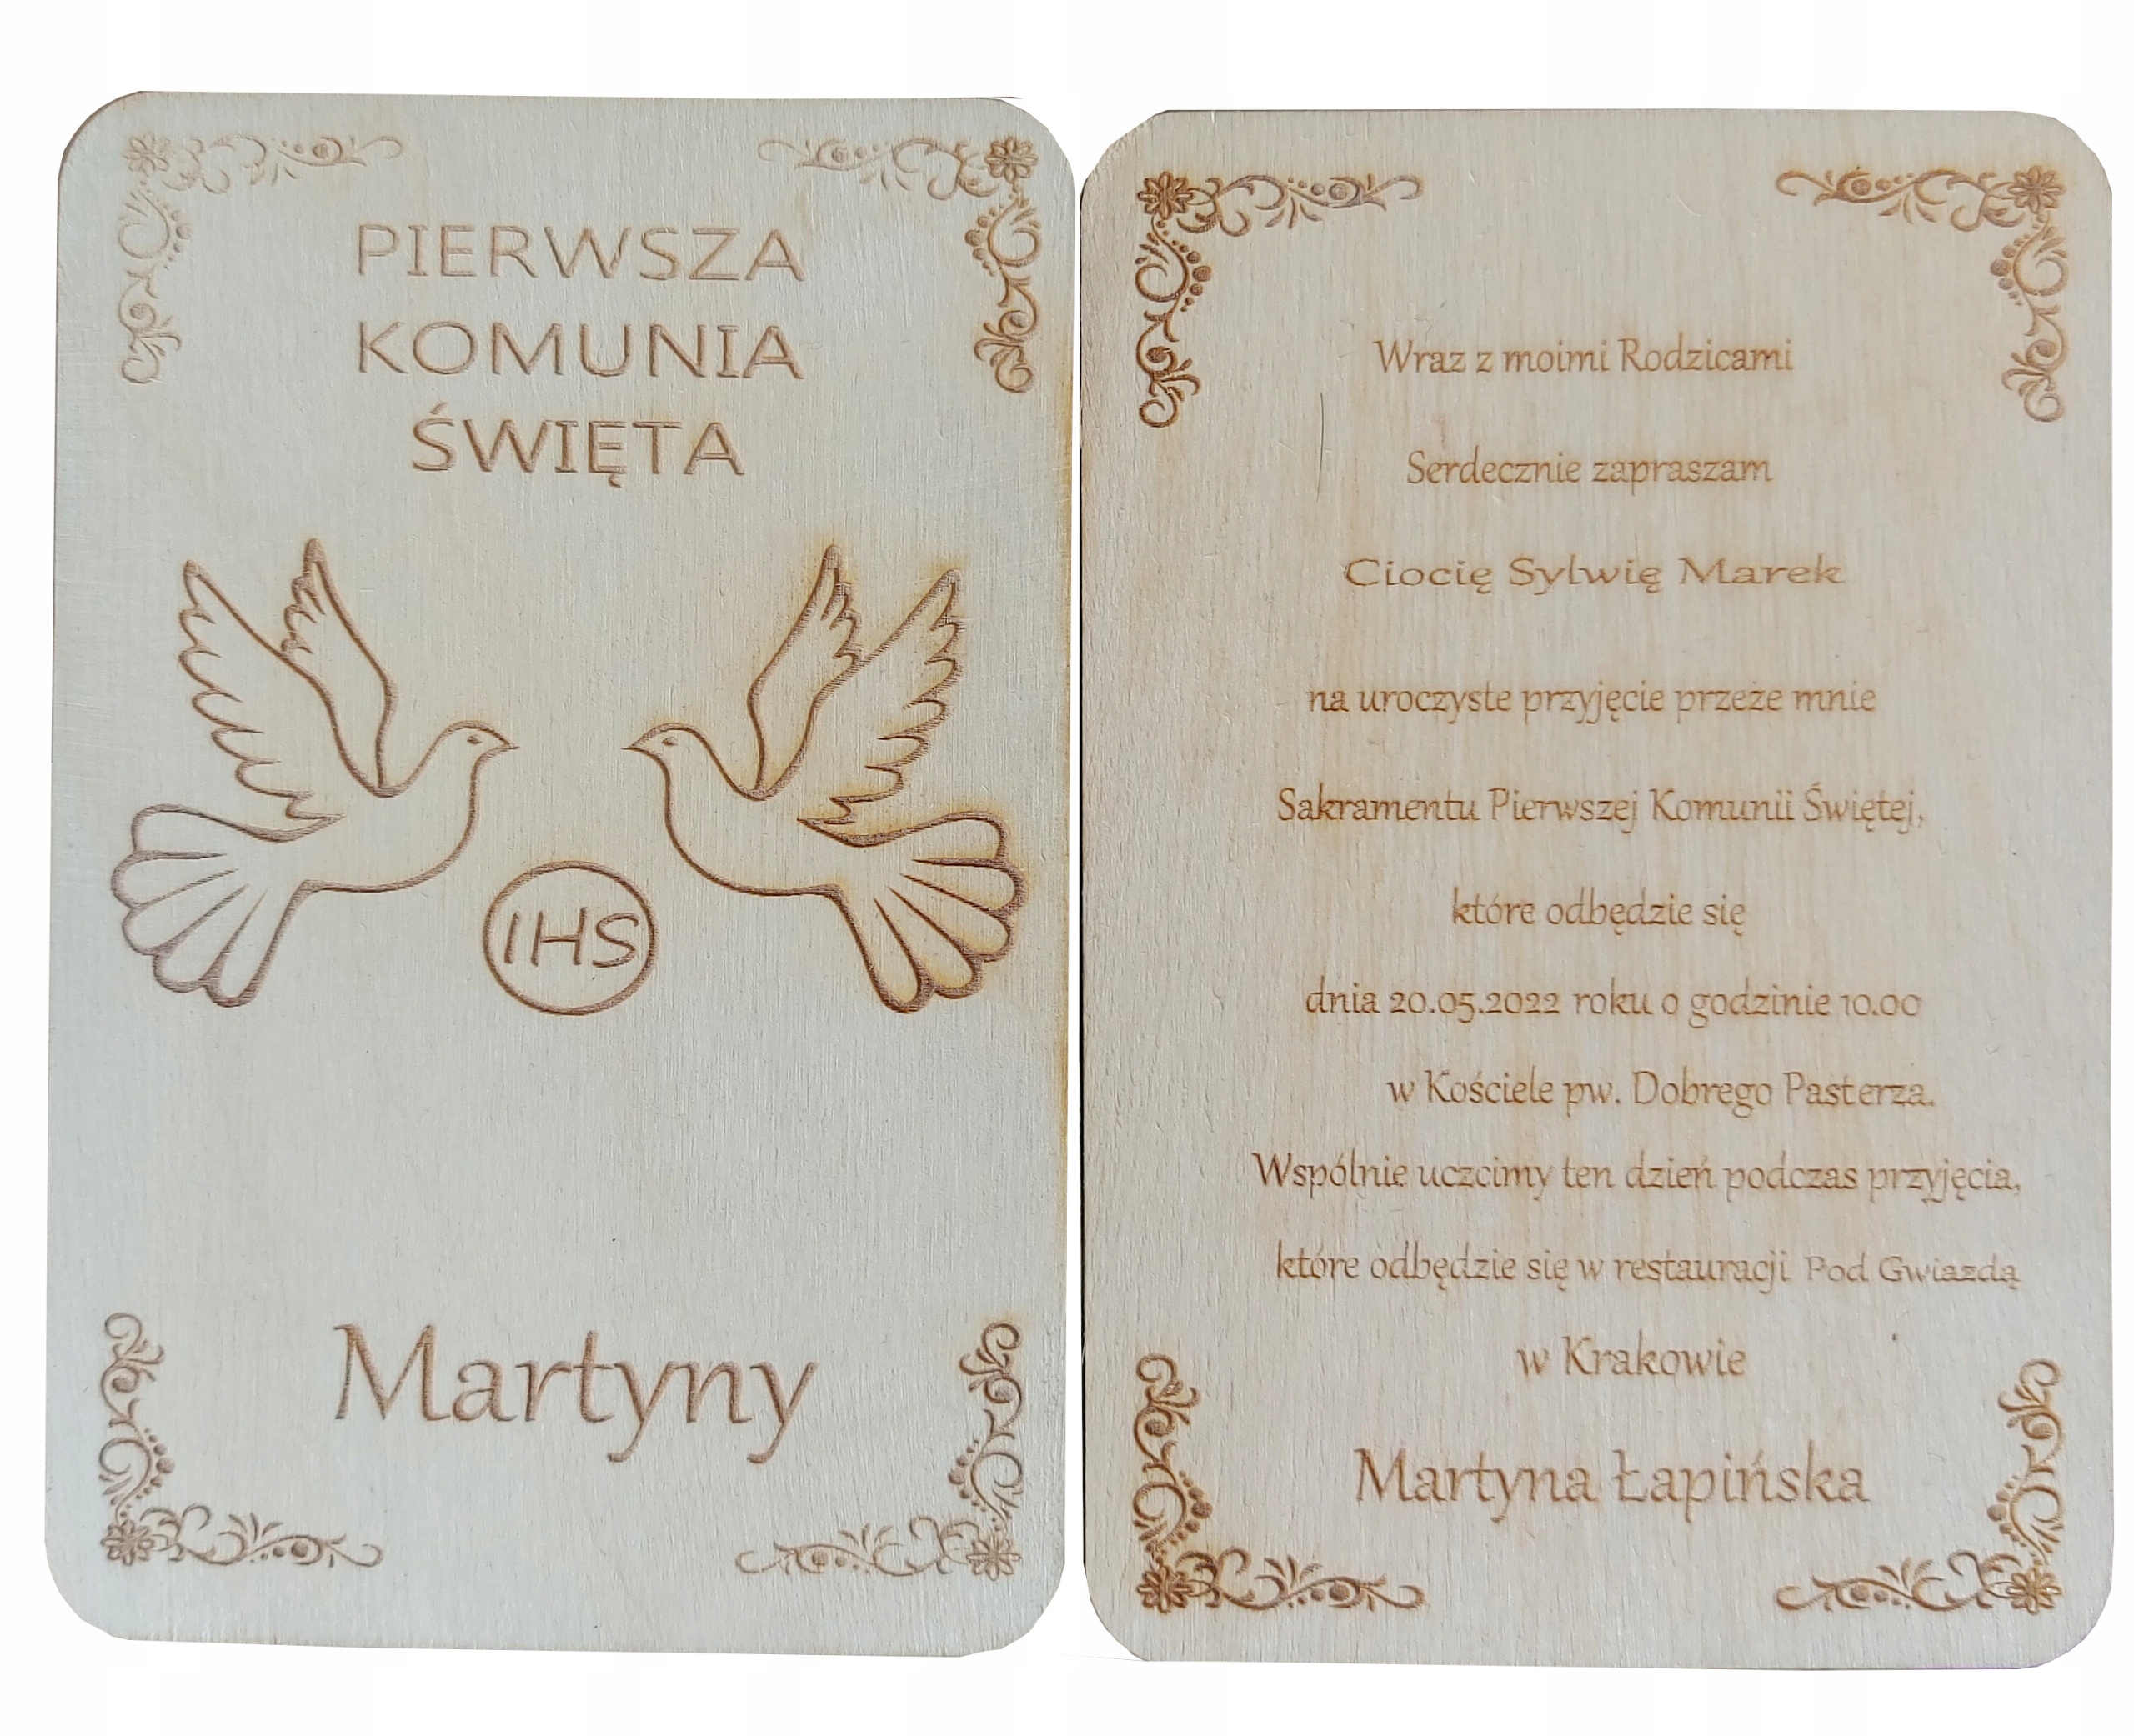 PIERWSZA
KOMUNIA
ŚWIĘTA
IHS
Martyny
Wraz z moimi Rodzicami
Serdecznie zapraszam
Ciocię Sylwię Marek
na uroczyste przyjęcie przeze mnie
Sakramentu Pierwszej Komunii Świętej,
które odbędzie się
dnia 20.05.2022 roku o godzinie 10.00
w Kościele pw. Dobrego Pasterza.
Wspólnie uczcimy ten dzień podczas przyjęcia,
które odbędzie się w restauracji Pod Gwiazdą
w Krakowie
Martyna Łapińska